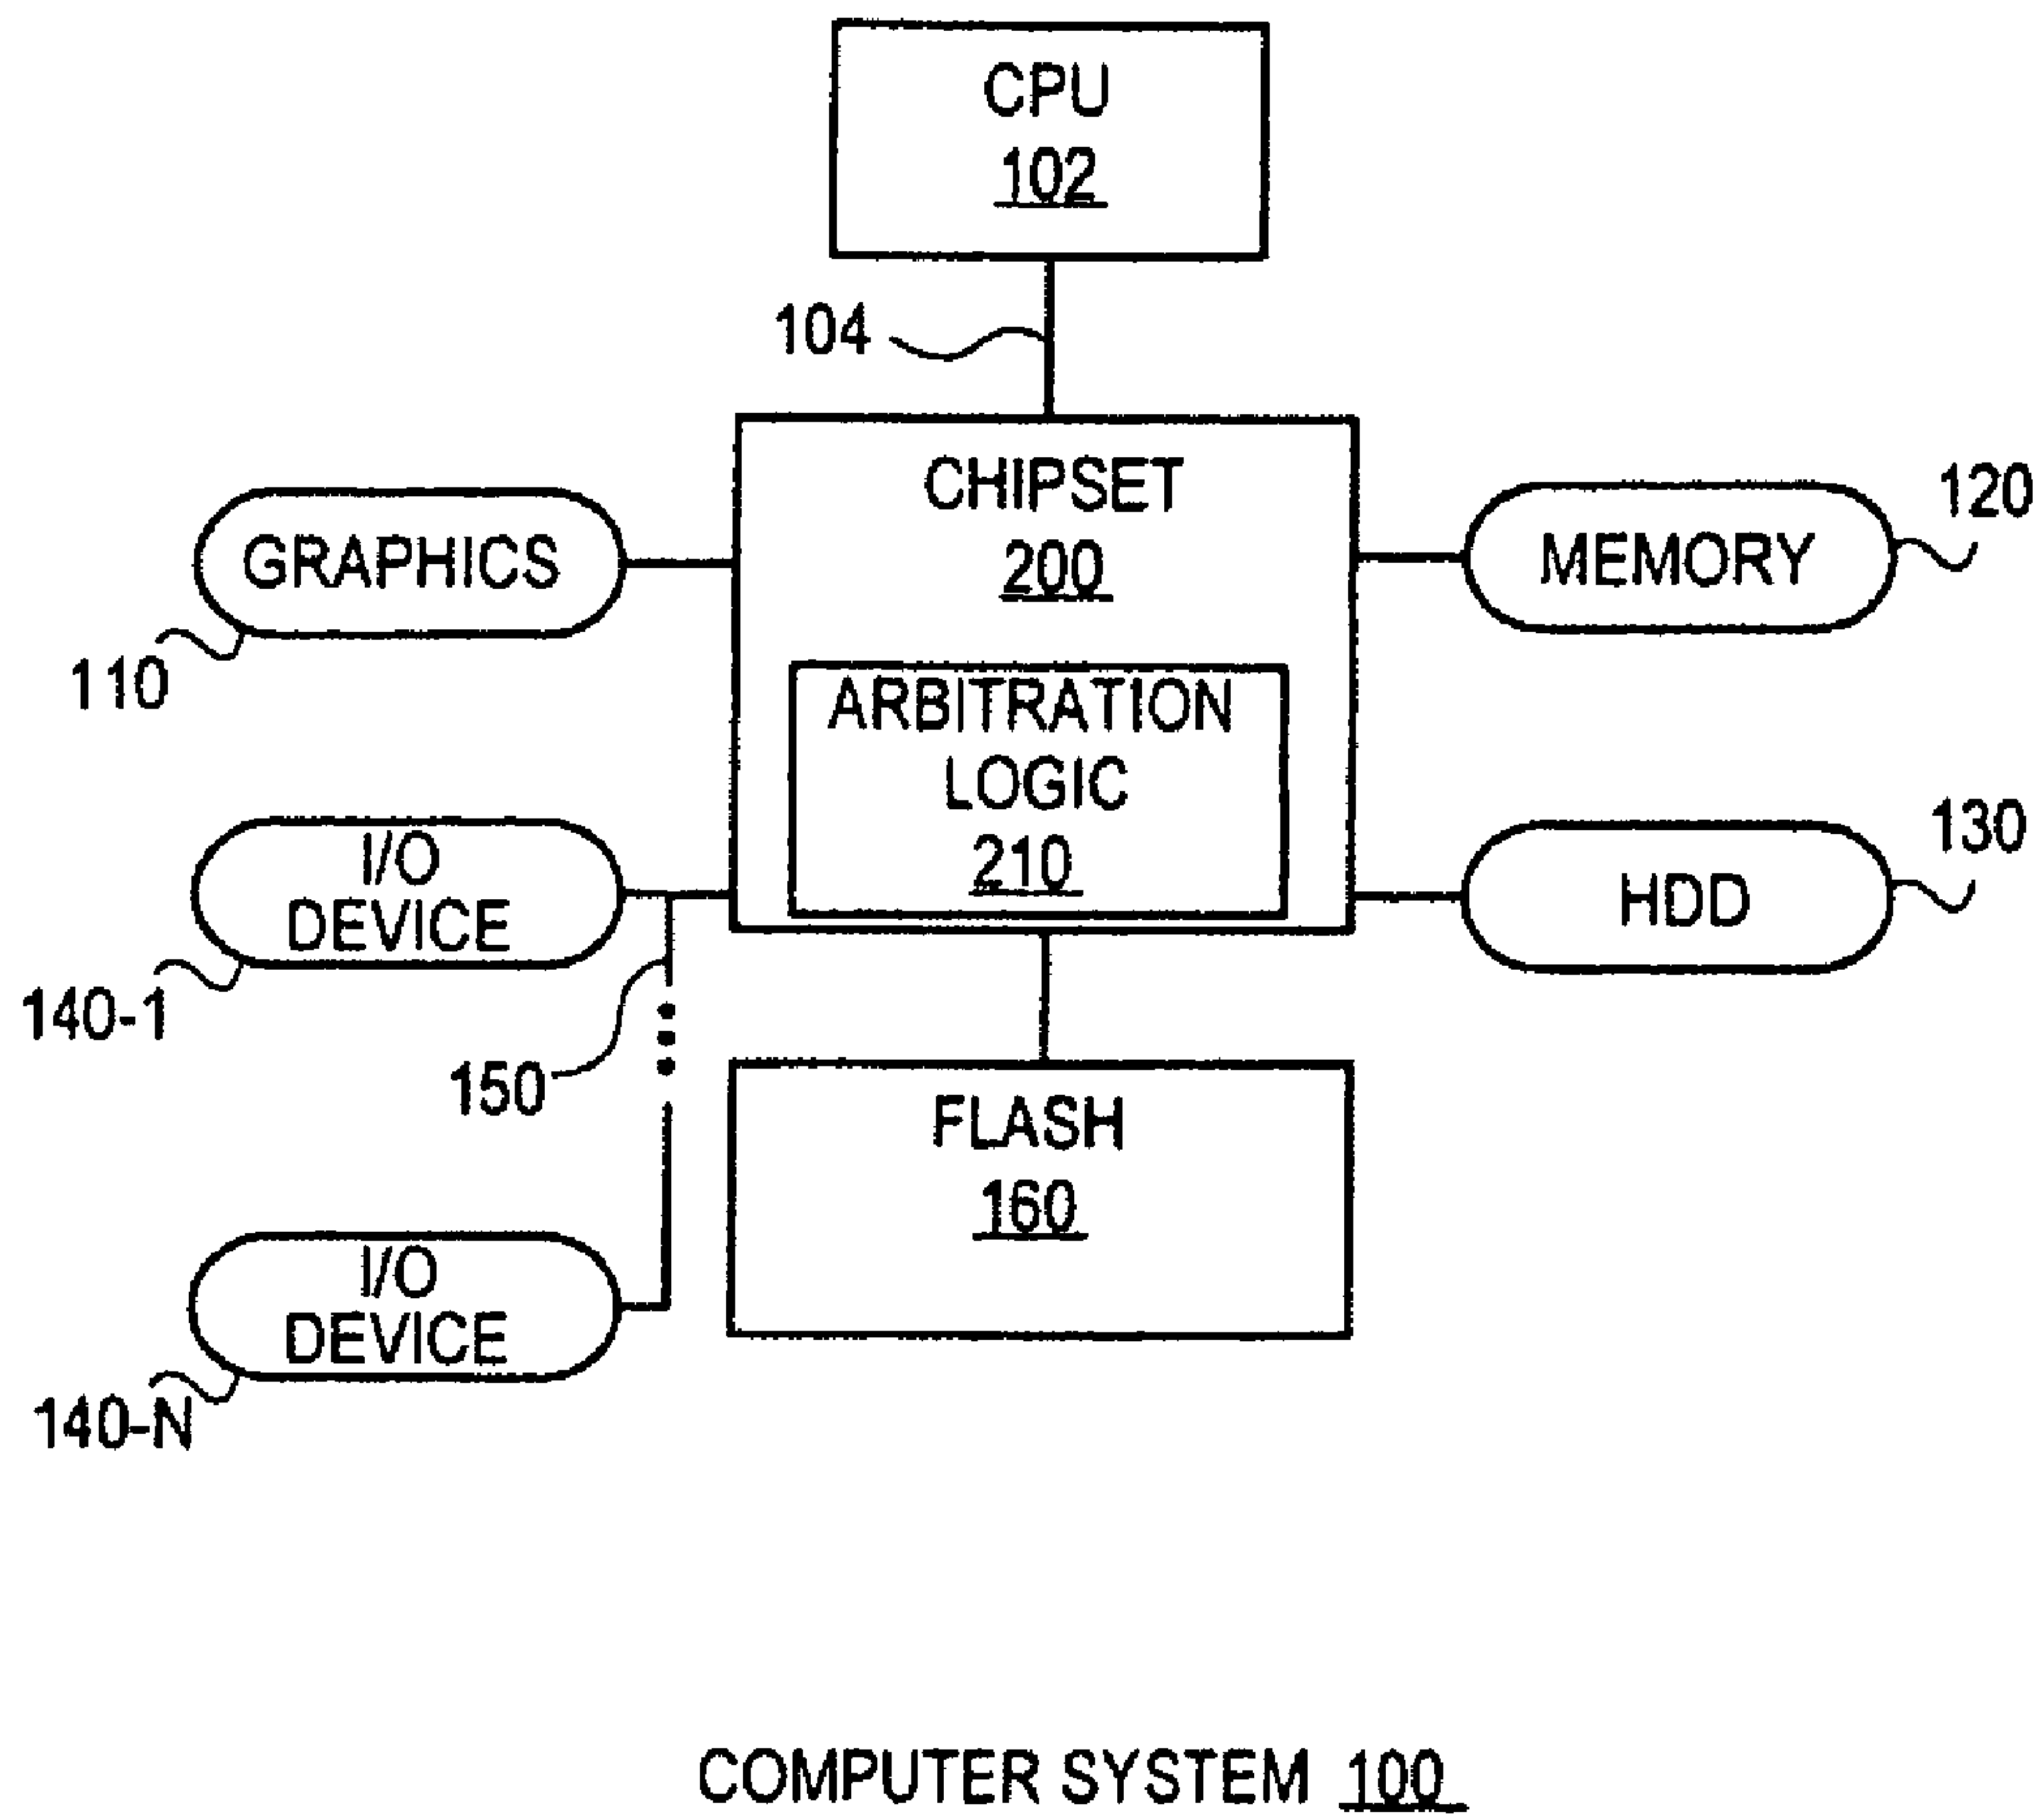 CPU
102
104
CHIPSET
200
GRAPHICS
110
MEMORY
120
ARBITRATION
LOGIC
210
I/O
DEVICE
140-1
HDD
130
150
FLASH
160
I/O
DEVICE
140-N
COMPUTER SYSTEM 100